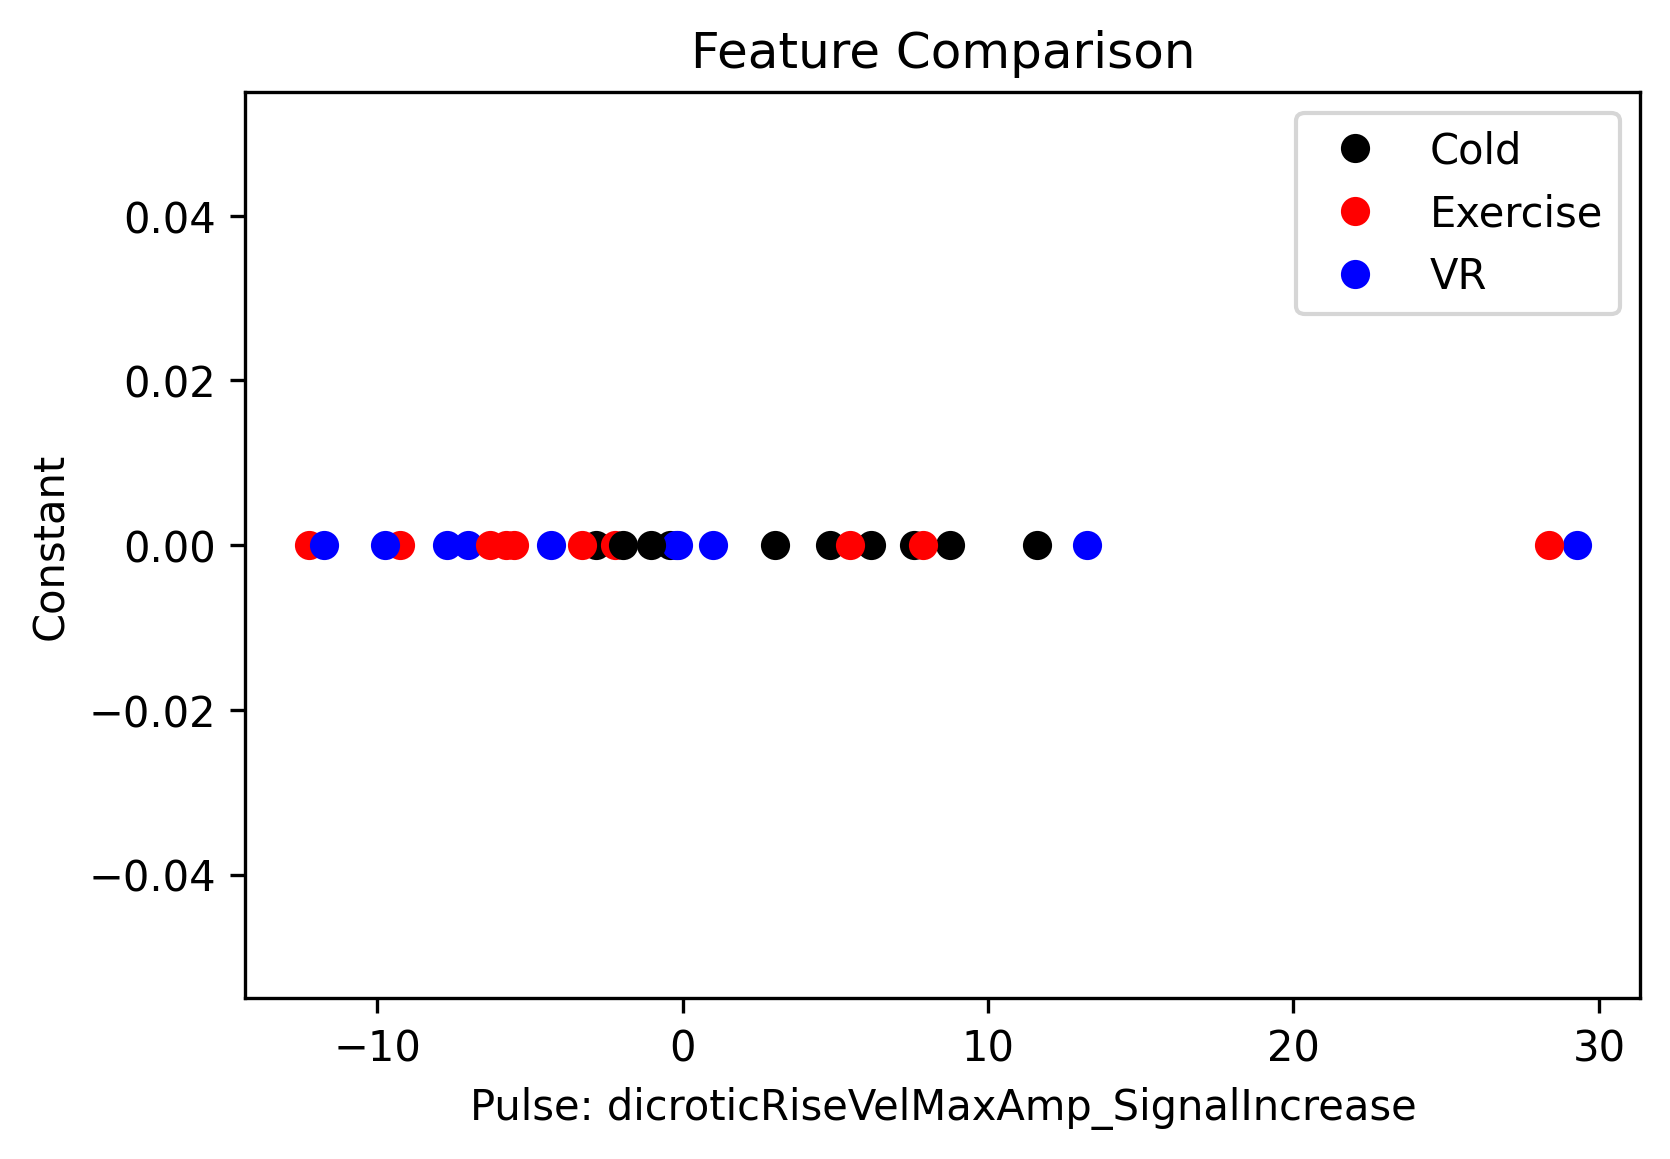 Feature Comparison
Cold
Exercise
VR
Constant
0.04
0.02
0.00
−0.02
−0.04
−10 0 10 20 30
Pulse: dicroticRiseVelMaxAmp_SignalIncrease